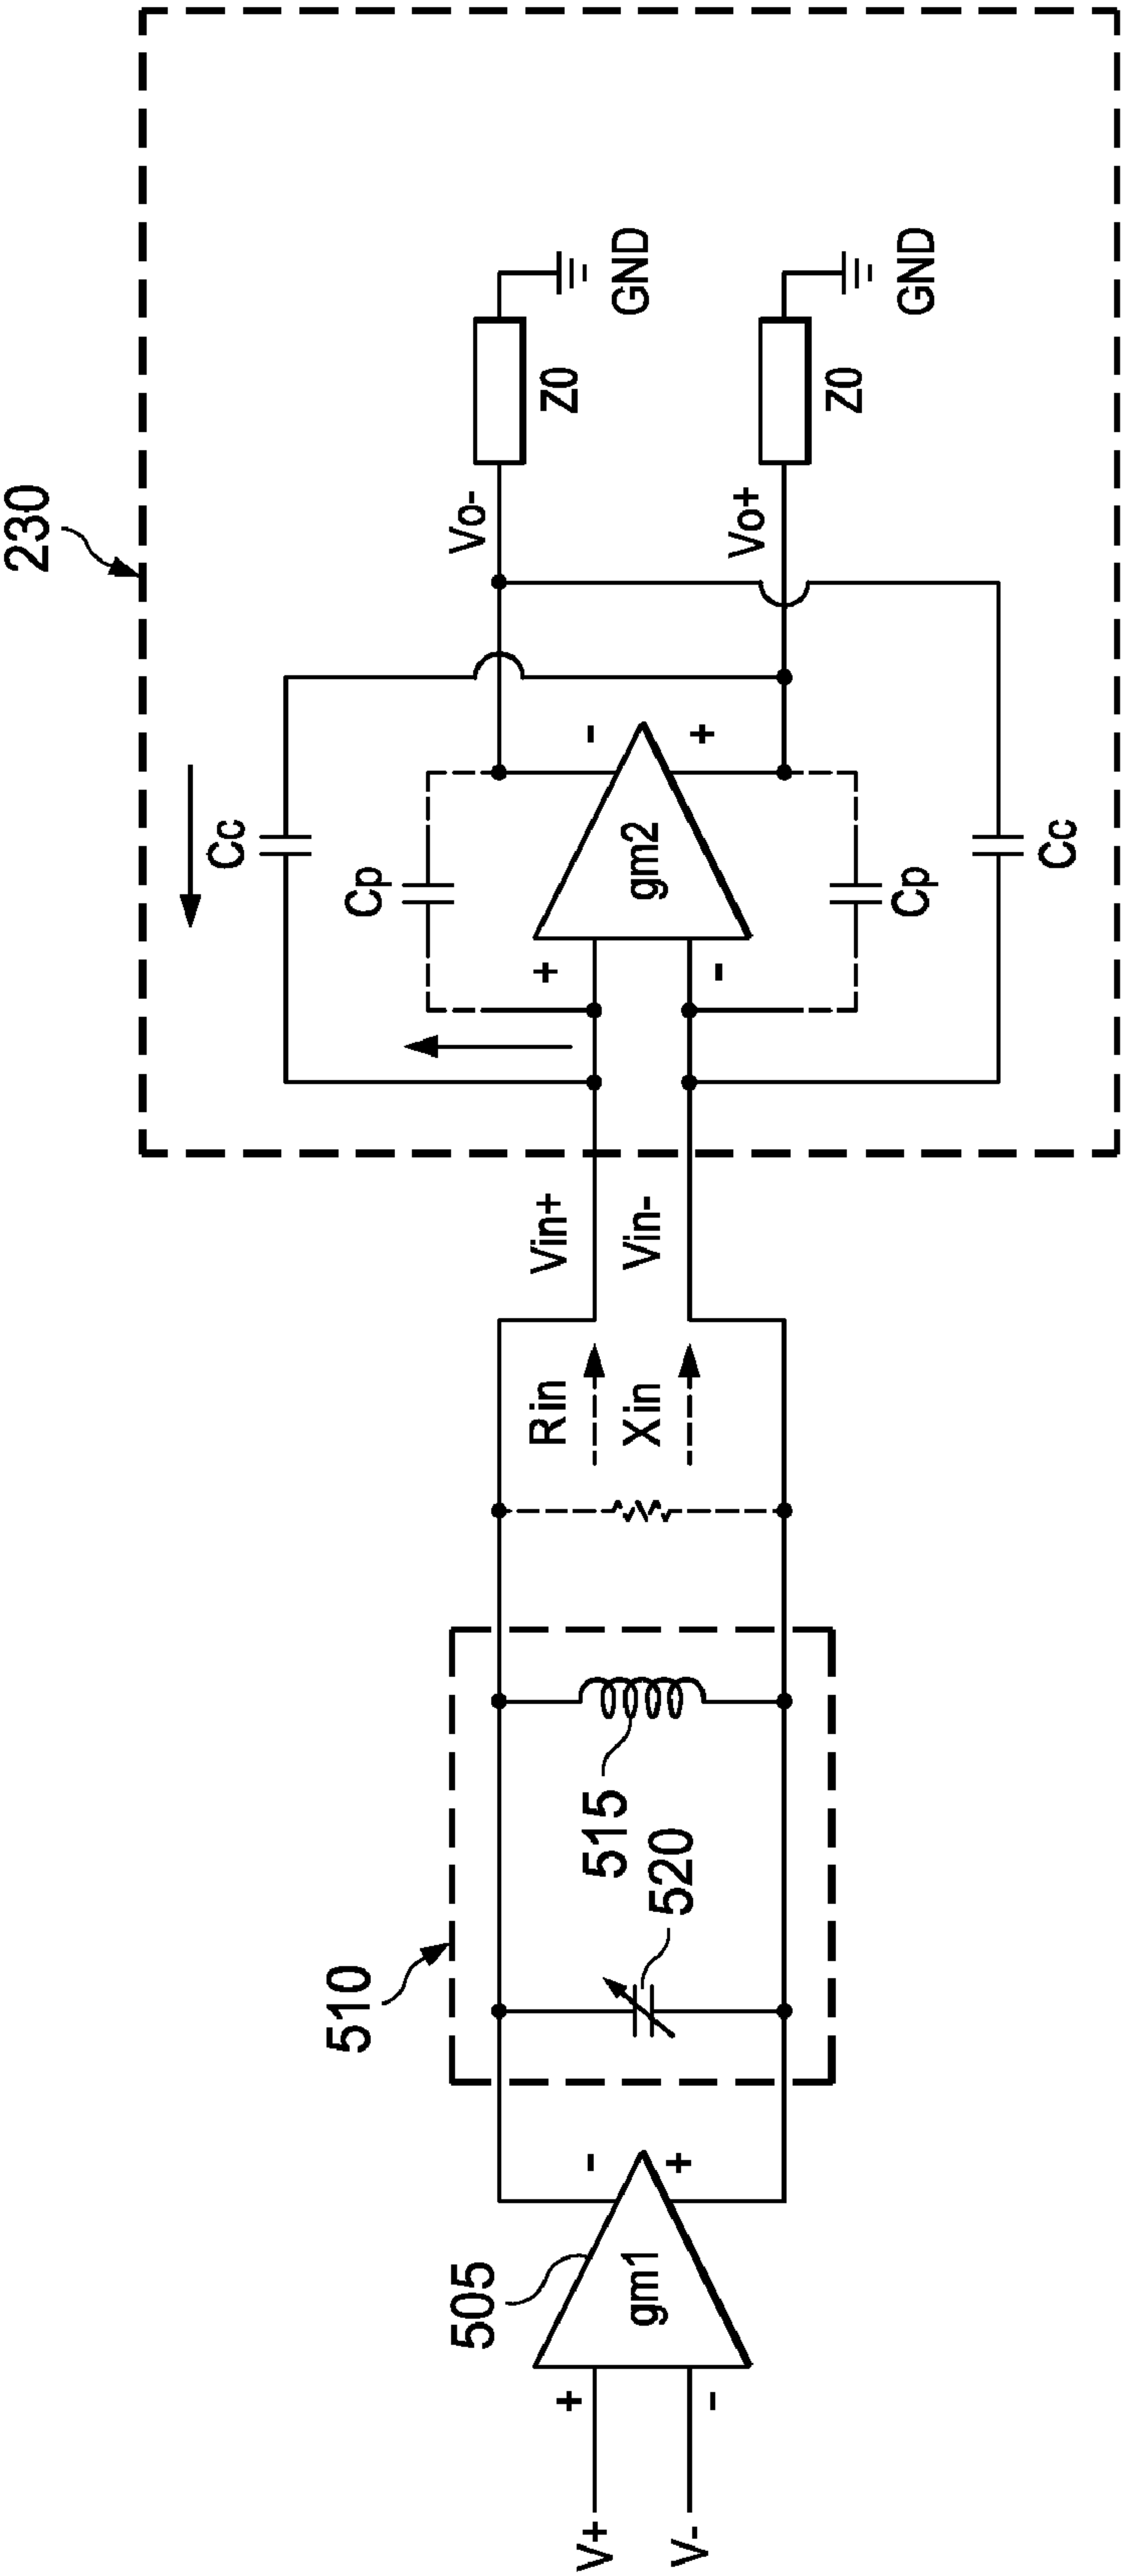 230
Cc
Cp
Vo-
Z0
GND
-
+
gm2
+
-
Vo+
Z0
GND
Cp
Cc
Vin+
Vin-
Rin
Xin
510
515
520
505
-
+
gm1
+
-
V+
V-